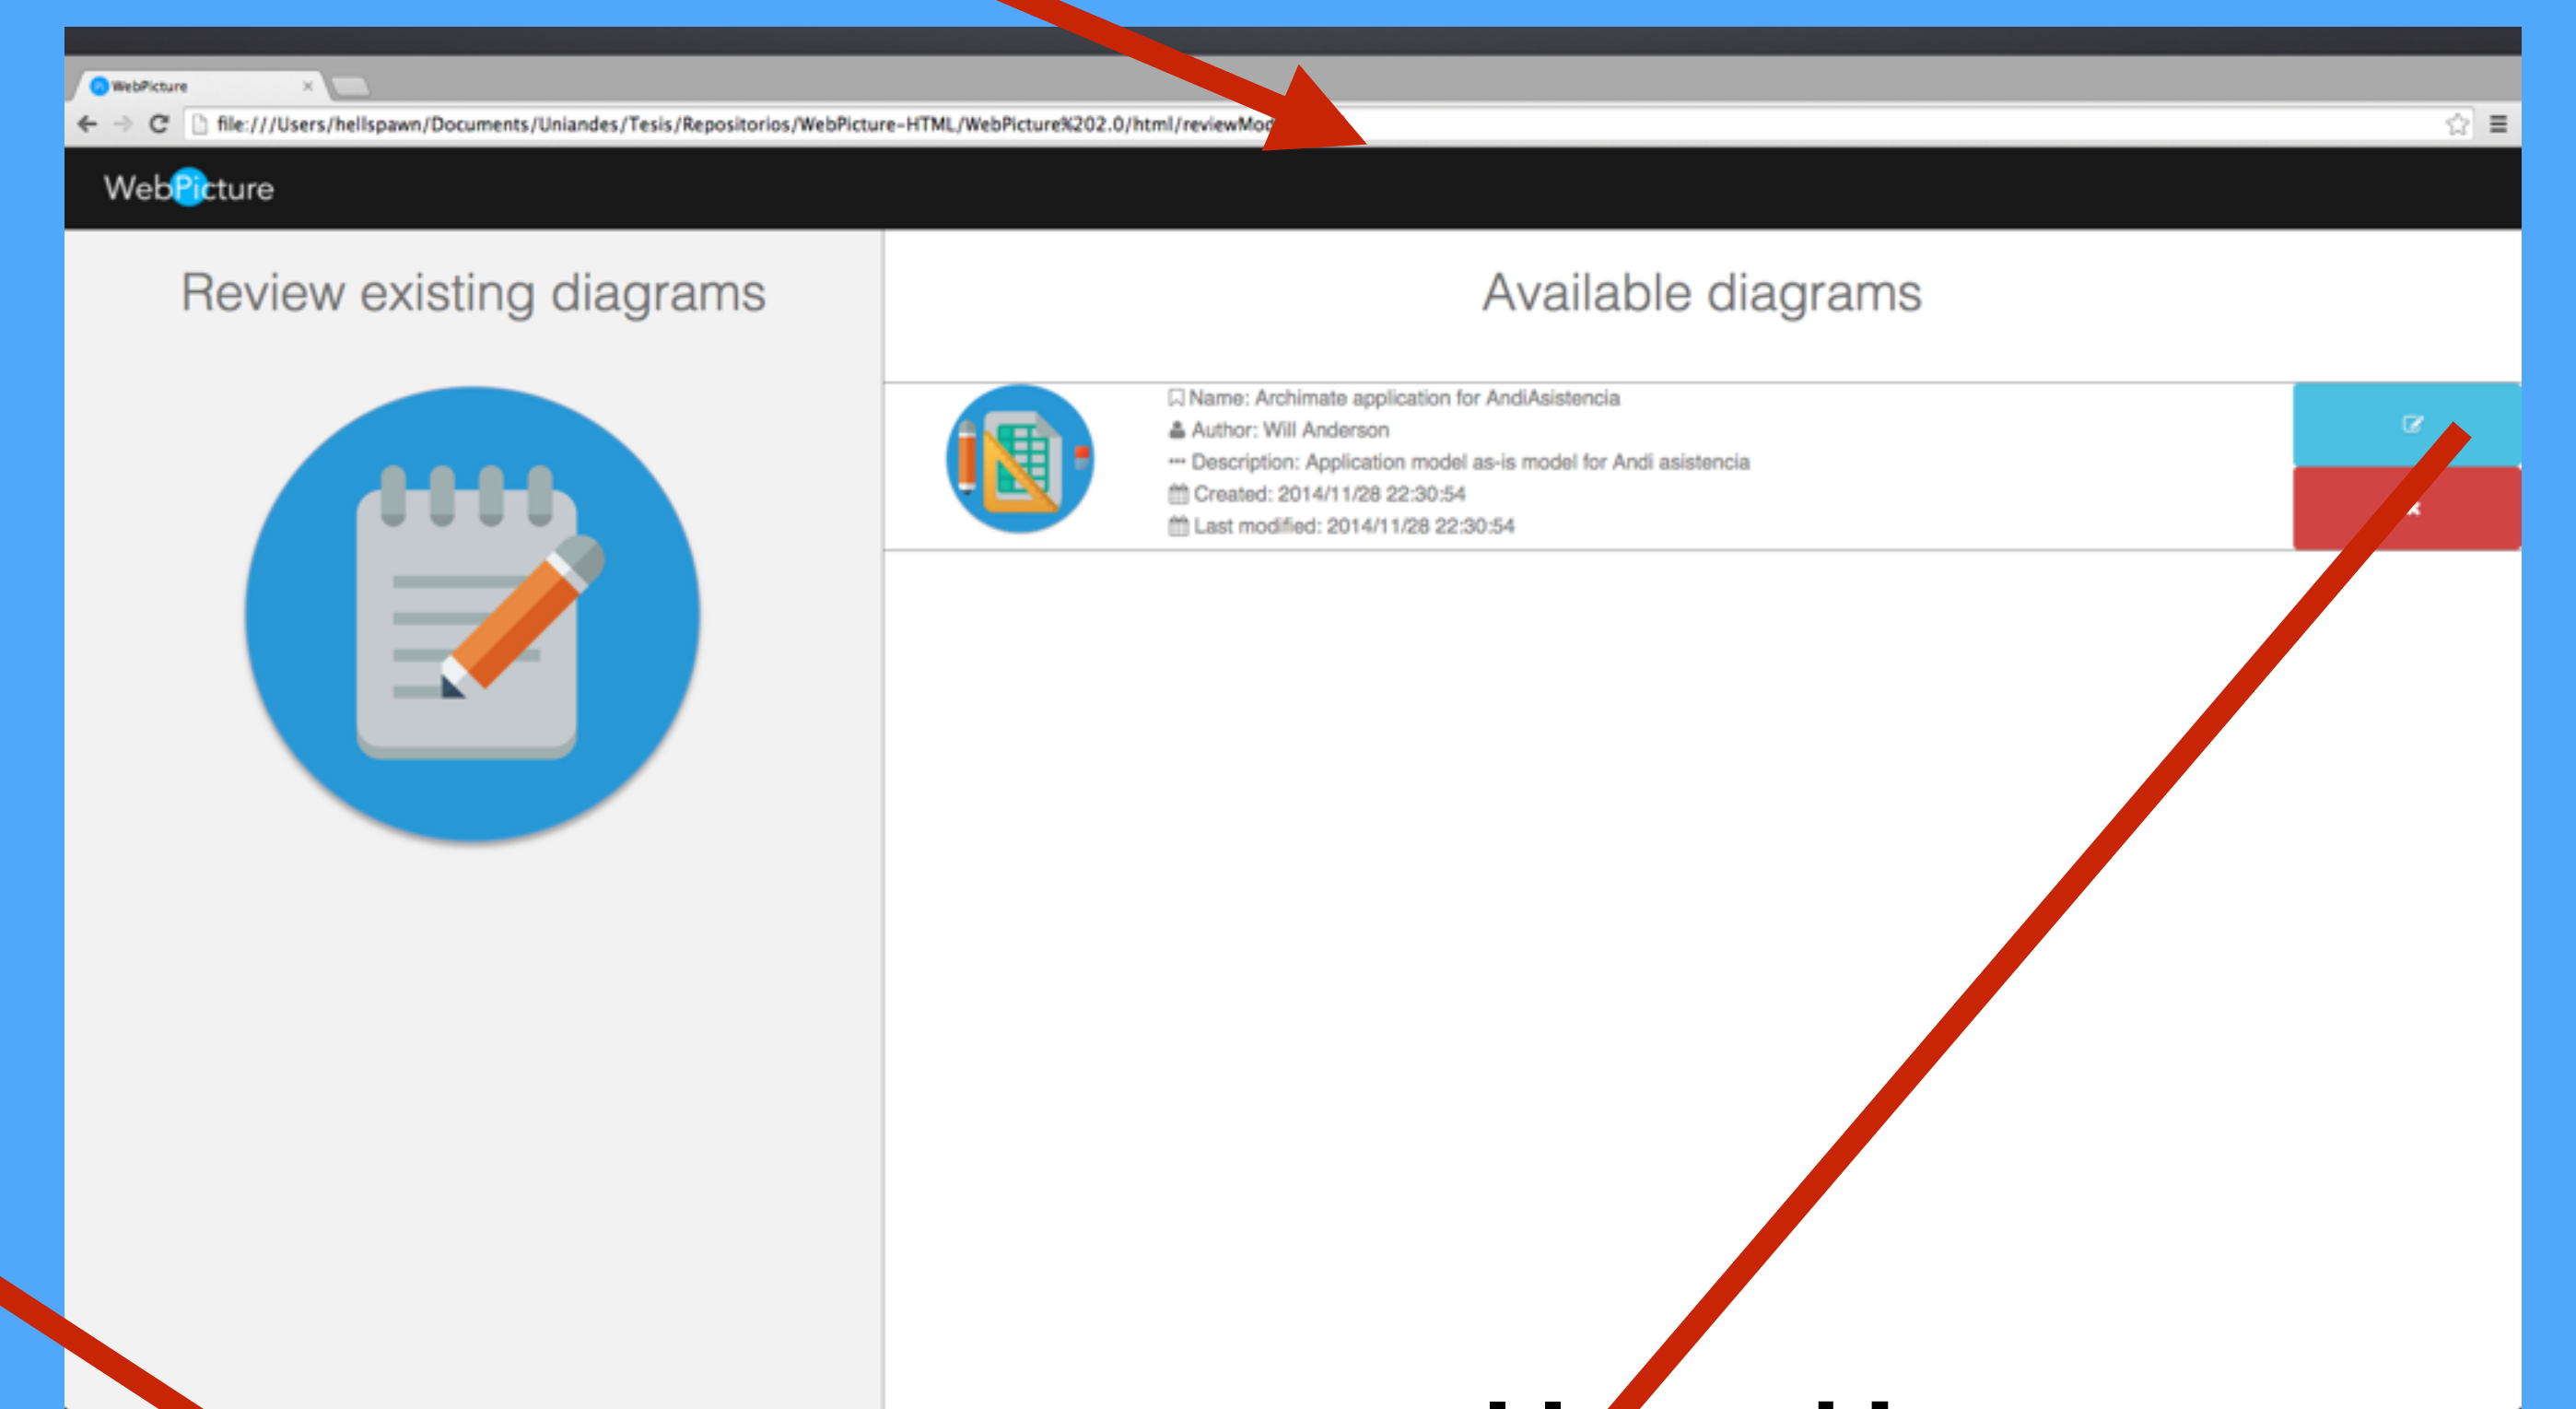 WebPicture
file:///Users/hellspawn/Documents/Uniandes/Tesis/Repositorios/WebPicture-HTML/WebPicture%202.0/html/reviewMod
WebPicture
Review existing diagrams
Available diagrams
Name: Archimate application for AndiAsistencia
Author: Will Anderson
Description: Application model as-is model for Andi asistencia
Created: 2014/11/28 22:30:54
Last modified: 2014/11/28 22:30:54